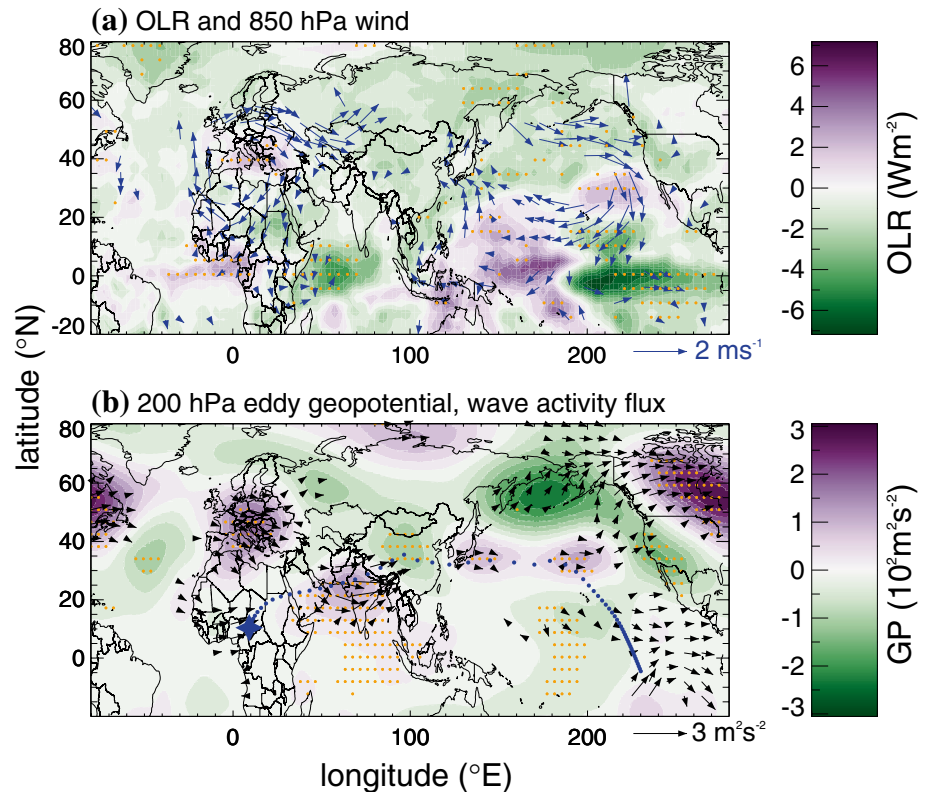 (a) OLR and 850 hPa wind
80
60
40
20
0
-20
0 100 200
2 ms-1
6
4
2
0
-2
-4
-6
OLR (Wm-2)
latitude (°N)
(b) 200 hPa eddy geopotential, wave activity flux
80
60
40
20
0
0 100 200
3 m2s-2
longitude (°E)
3
2
1
0
-1
-2
-3
GP (102m2s-2)